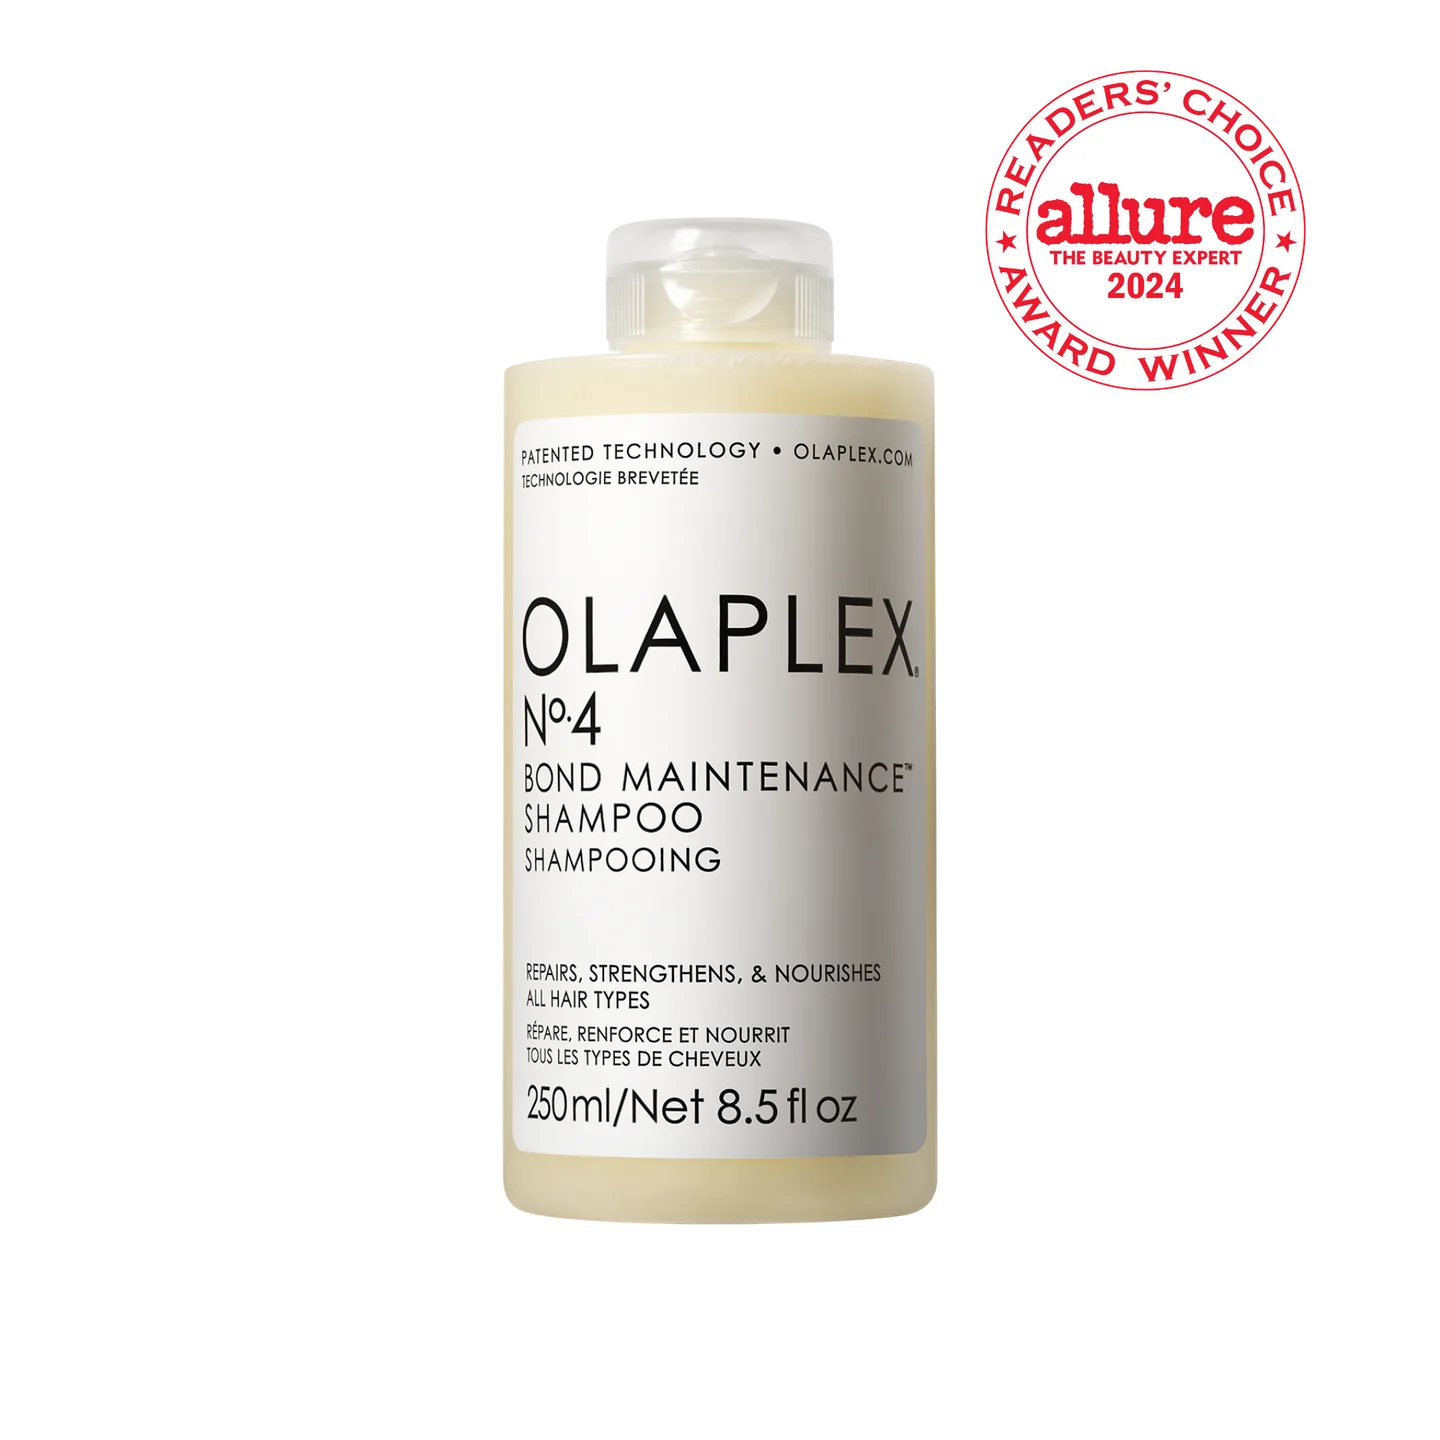 READERS' CHOICE
allure
THE BEAUTY EXPERT
2024
★ AWARD WINNER ★
PATENTED TECHNOLOGY • OLAPLEX.COM
TECHNOLOGIE BREVETÉE
OLAPLEX®
Nº.4
BOND MAINTENANCE™
SHAMPOO
SHAMPOOING
REPAIRS, STRENGTHENS, & NOURISHES
ALL HAIR TYPES
RÉPARE, RENFORCE ET NOURRIT
TOUS LES TYPES DE CHEVEUX
250ml/Net 8.5 fl oz